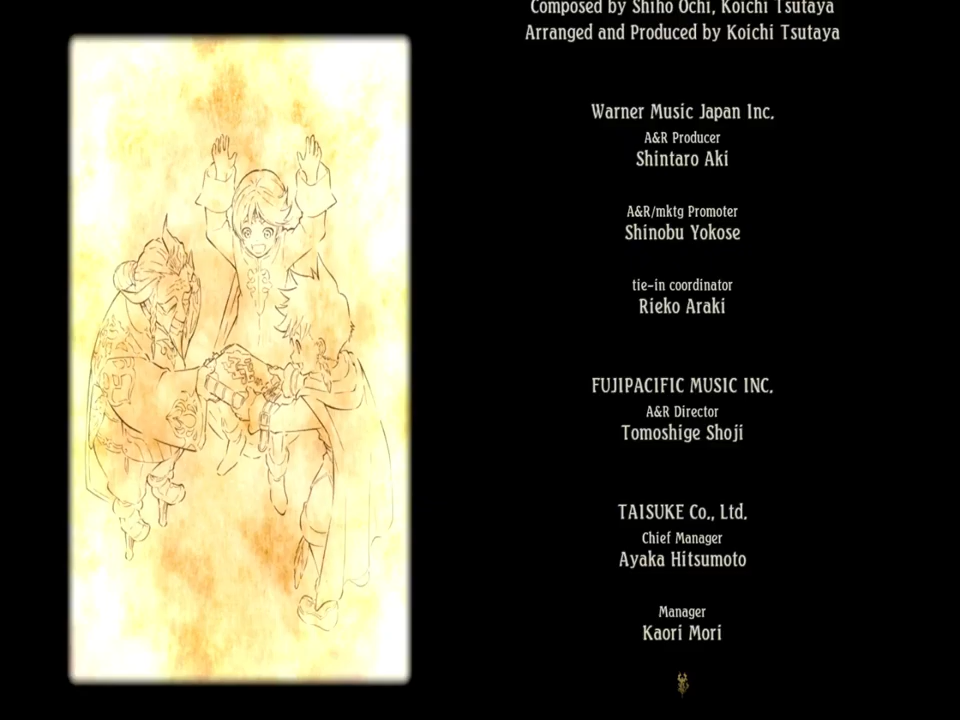 Composed by Shiho Ochi, Koichi Tsutaya
Arranged and Produced by Koichi Tsutaya
Warner Music Japan Inc.
A&R Producer
Shintaro Aki
A&R/mktg Promoter
Shinobu Yokose
tie-in coordinator
Rieko Araki
FUJIPACIFIC MUSIC INC.
A&R Director
Tomoshige Shoji
TAISUKE Co., Ltd.
Chief Manager
Ayaka Hitsumoto
Manager
Kaori Mori